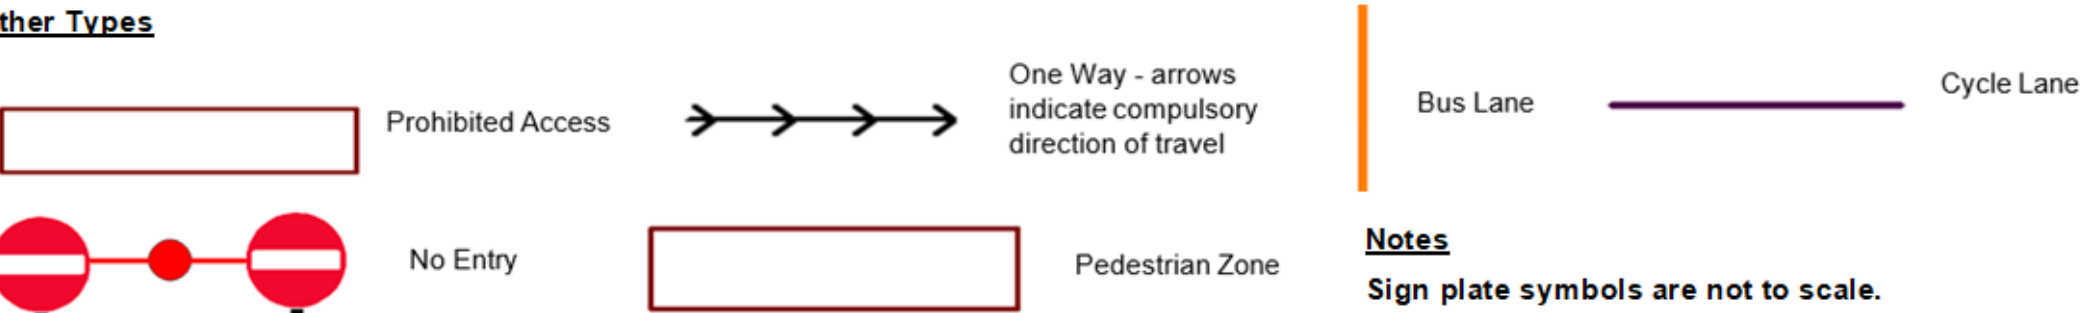 ther Types
Prohibited Access
One Way - arrows
indicate compulsory
direction of travel
Bus Lane
Cycle Lane
No Entry
Pedestrian Zone
Notes
Sign plate symbols are not to scale.